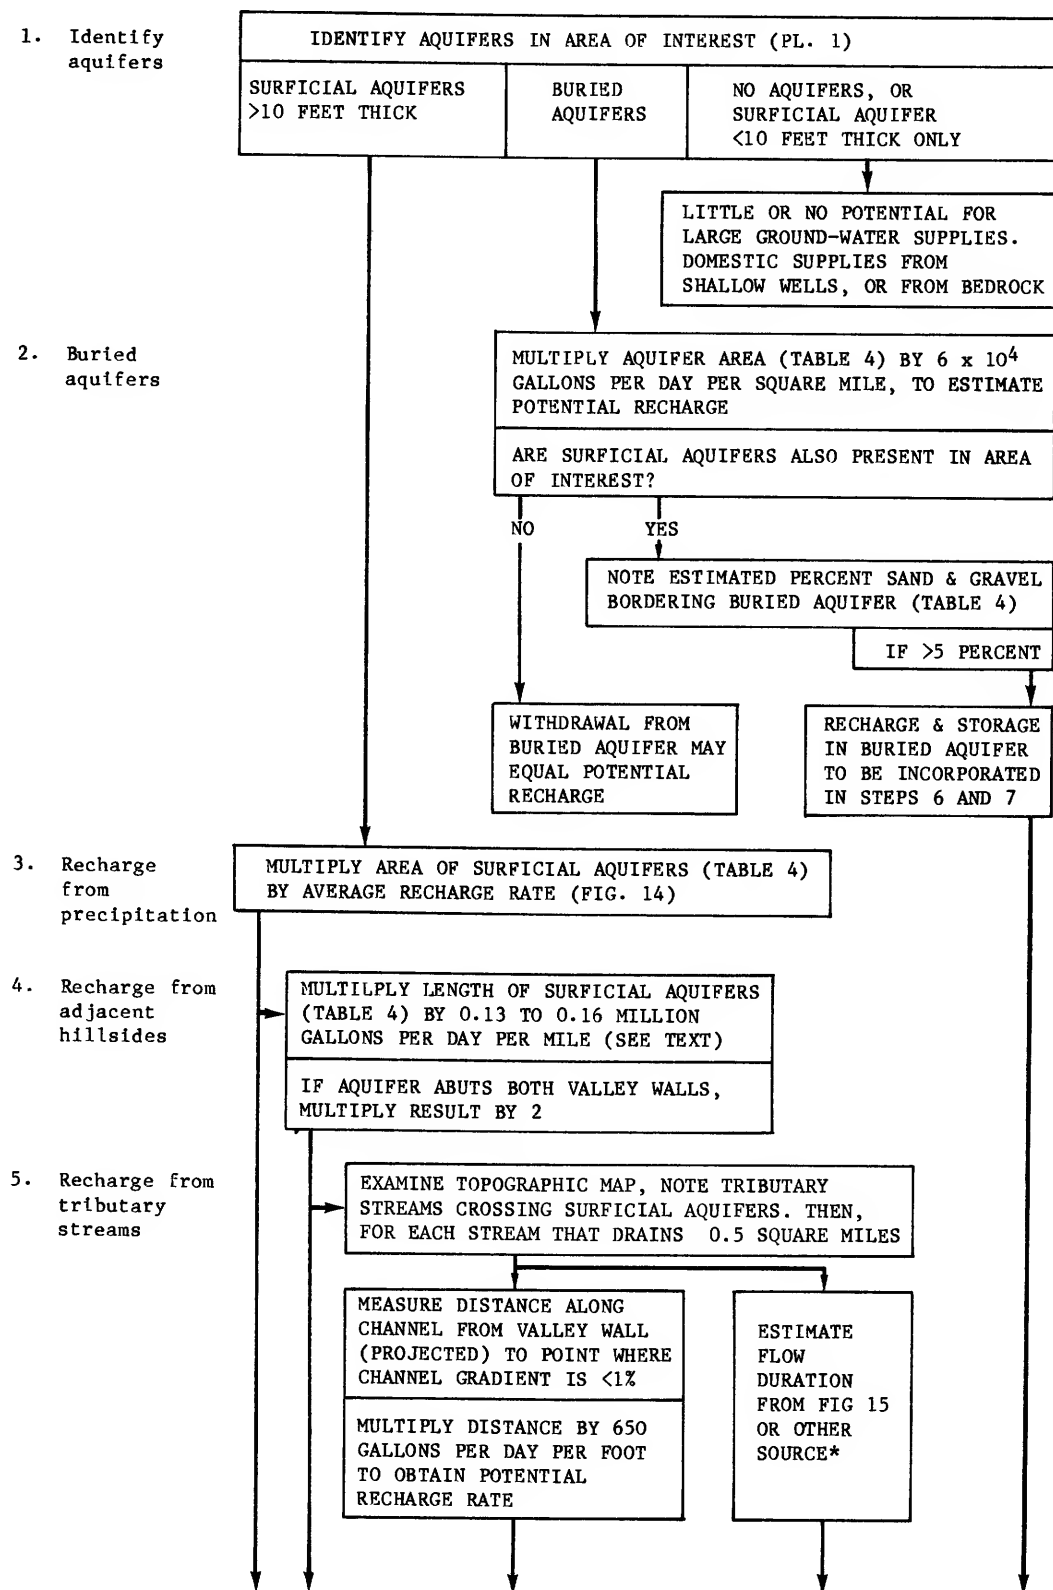 1. Identify
aquifers
IDENTIFY AQUIFERS IN AREA OF INTEREST (PL. 1)
SURFICIAL AQUIFERS
>10 FEET THICK
BURIED
AQUIFERS
NO AQUIFERS, OR
SURFICIAL AQUIFER
<10 FEET THICK ONLY
LITTLE OR NO POTENTIAL FOR
LARGE GROUND-WATER SUPPLIES.
DOMESTIC SUPPLIES FROM
SHALLOW WELLS, OR FROM BEDROCK
2. Buried
aquifers
MULTIPLY AQUIFER AREA (TABLE 4) BY 6 x 10⁴
GALLONS PER DAY PER SQUARE MILE, TO ESTIMATE
POTENTIAL RECHARGE
ARE SURFICIAL AQUIFERS ALSO PRESENT IN AREA
OF INTEREST?
NO
YES
NOTE ESTIMATED PERCENT SAND & GRAVEL
BORDERING BURIED AQUIFER (TABLE 4)
IF >5 PERCENT
WITHDRAWAL FROM
BURIED AQUIFER MAY
EQUAL POTENTIAL
RECHARGE
RECHARGE & STORAGE
IN BURIED AQUIFER
TO BE INCORPORATED
IN STEPS 6 AND 7
3. Recharge
from
precipitation
MULTIPLY AREA OF SURFICIAL AQUIFERS (TABLE 4)
BY AVERAGE RECHARGE RATE (FIG. 14)
4. Recharge from
adjacent
hillsides
MULTILPLY LENGTH OF SURFICIAL AQUIFERS
(TABLE 4) BY 0.13 TO 0.16 MILLION
GALLONS PER DAY PER MILE (SEE TEXT)
IF AQUIFER ABUTS BOTH VALLEY WALLS,
MULTIPLY RESULT BY 2
5. Recharge from
tributary
streams
EXAMINE TOPOGRAPHIC MAP, NOTE TRIBUTARY
STREAMS CROSSING SURFICIAL AQUIFERS. THEN,
FOR EACH STREAM THAT DRAINS 0.5 SQUARE MILES
MEASURE DISTANCE ALONG
CHANNEL FROM VALLEY WALL
(PROJECTED) TO POINT WHERE
CHANNEL GRADIENT IS <1%
MULTIPLY DISTANCE BY 650
GALLONS PER DAY PER FOOT
TO OBTAIN POTENTIAL
RECHARGE RATE
ESTIMATE
FLOW
DURATION
FROM FIG 15
OR OTHER
SOURCE*